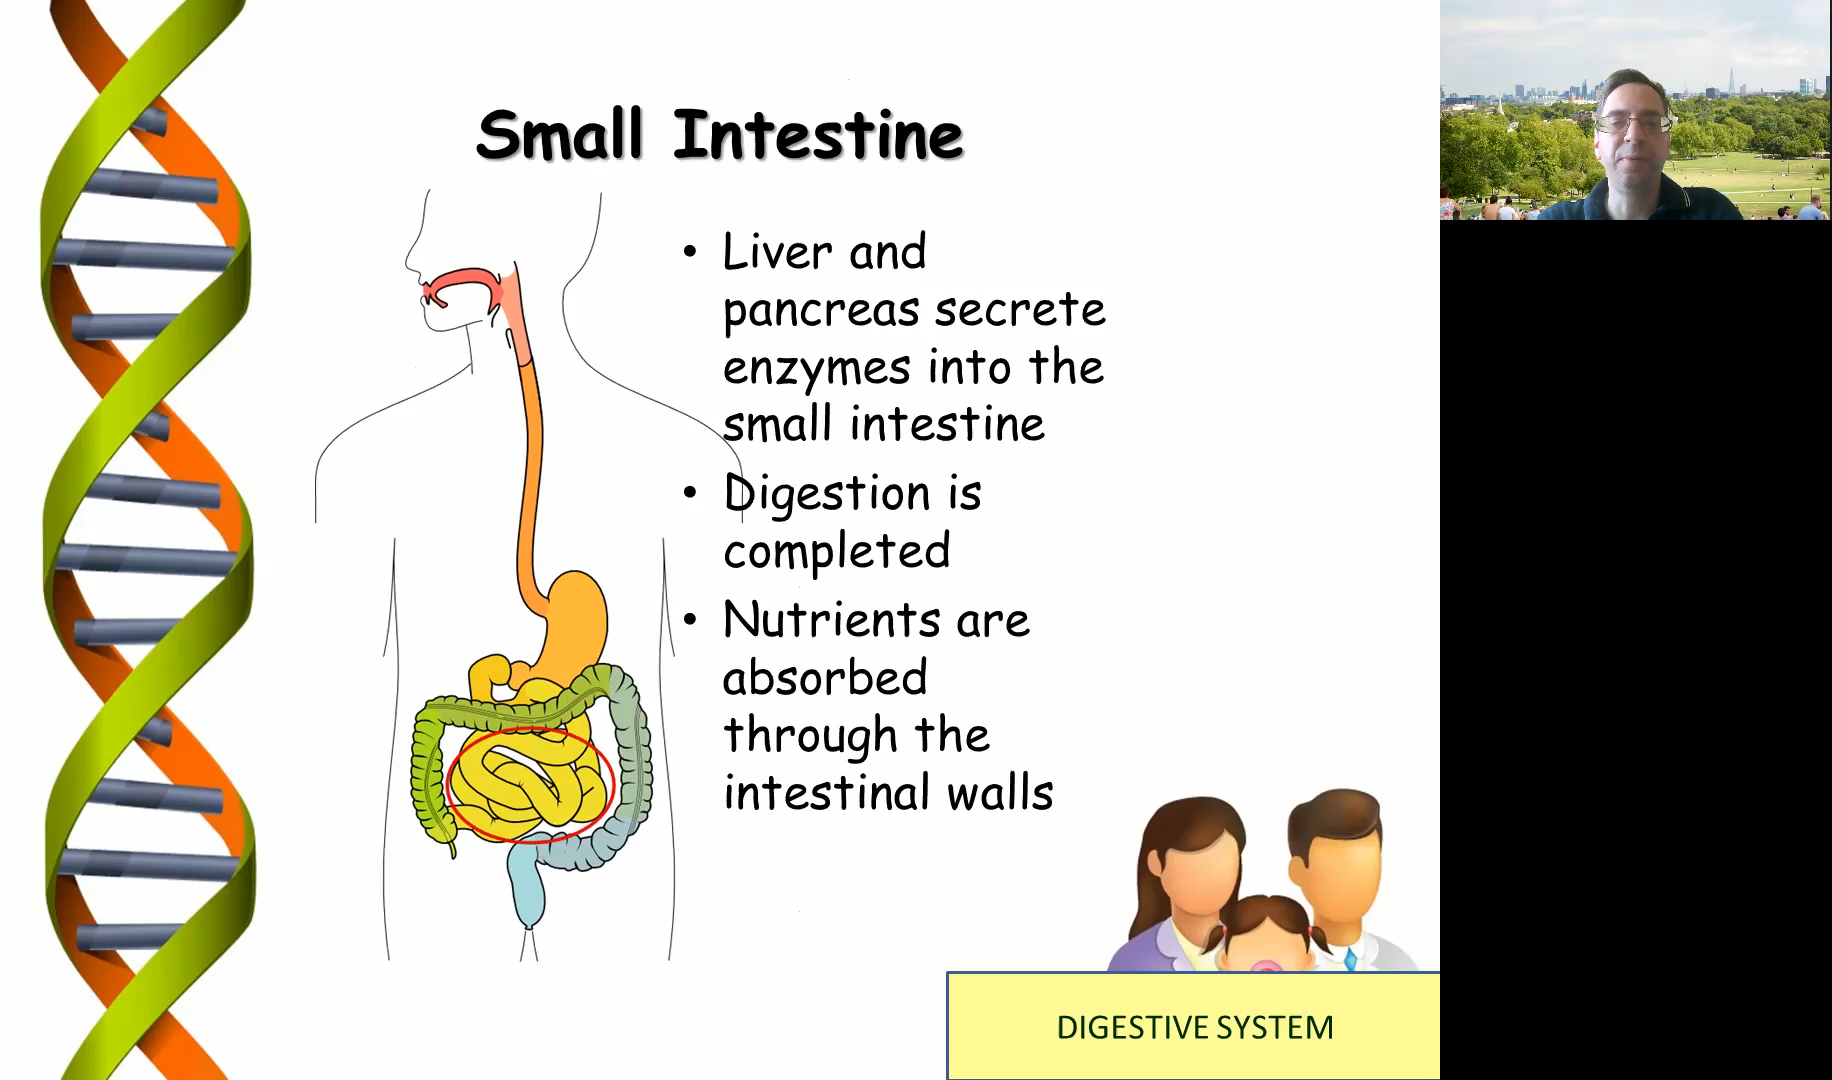 Small Intestine
• Liver and
pancreas secrete
enzymes into the
small intestine
• Digestion is
completed
• Nutrients are
absorbed
through the
intestinal walls
DIGESTIVE SYSTEM